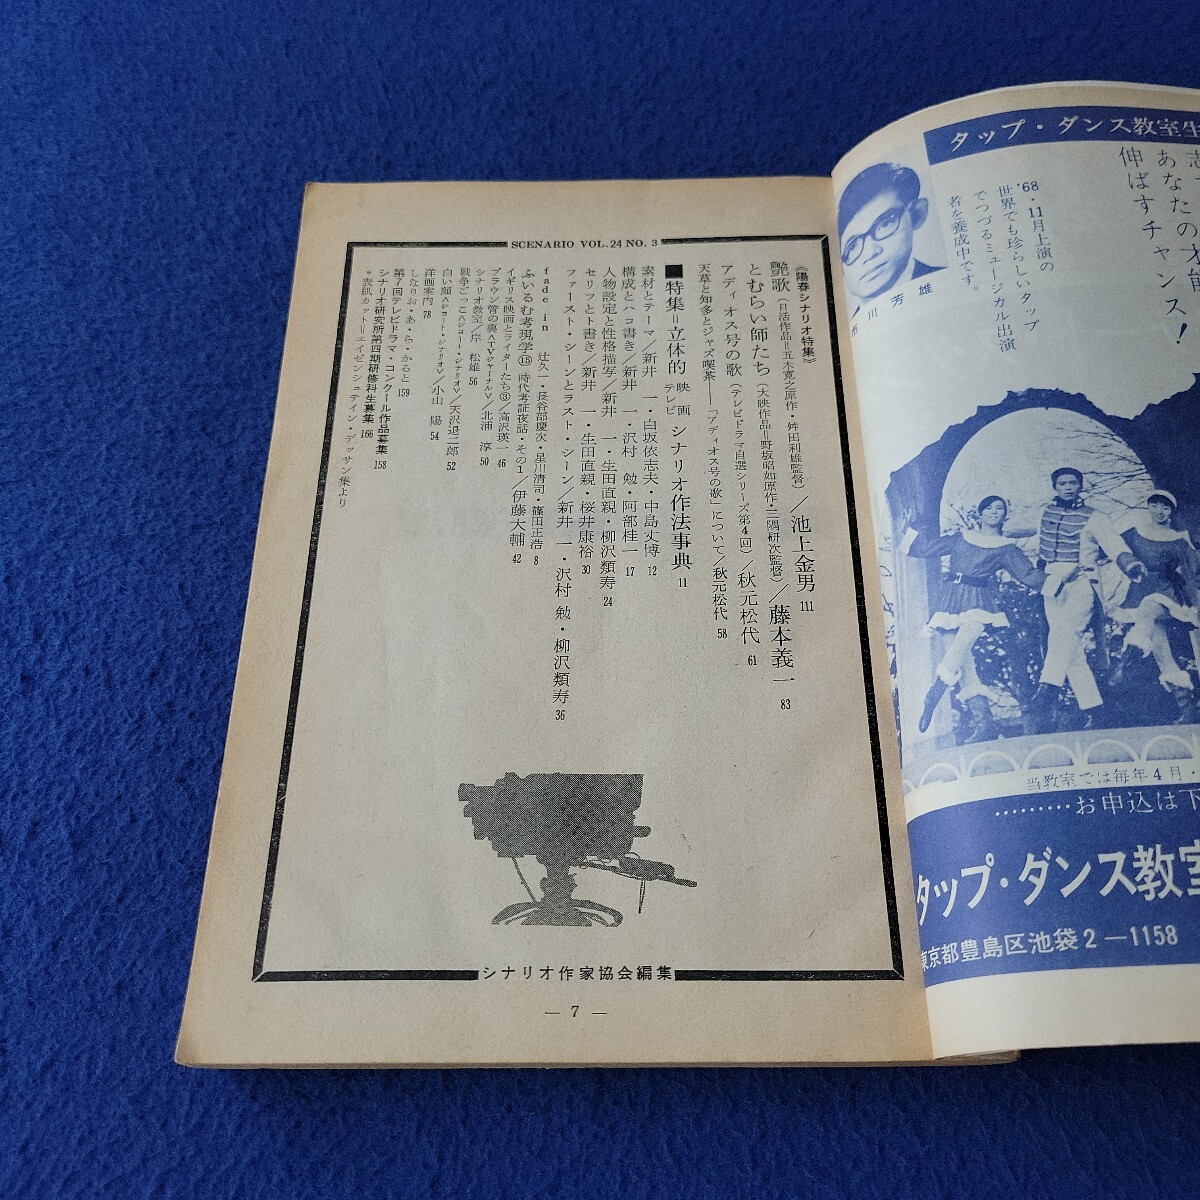 SCENARIO VOL.24 NO. 3
《陽春シナリオ特集》
艶歌(日活作品=五木寛之原作・舛田利雄監督)/池上金男 111
とむらい師たち(大映作品=野坂昭如原作・三隅研次監督)/藤本義一 83
アディオス号の歌(テレビドラマ自選シリーズ第4回)/秋元松代 61
天草と知多とジャズ喫茶――「アディオス号の歌」について/秋元松代 58
■特集=立体的 映画テレビ シナリオ作法事典 11
素材とテーマ/新井 一・白坂依志夫・中島丈博 12
構成とハコ書き/新井 一・沢村 勉・阿部桂一 17
人物設定と性格描写/新井 一・生田直親・柳沢類寿 24
セリフとト書き/新井 一・生田直親・桜井康裕 30
ファースト・シーンとラスト・シーン/新井 一・沢村 勉・柳沢類寿 36
fade in 辻久一・長谷部慶次・星川清司・篠田正浩 8
ふいるむ考現学⑮ 時代考証夜話・その1/伊藤大輔 42
イギリス映画とライターたち③/高沢瑛一 46
ブラウン管の裏<TVジャーナル>/北浦 淳 50
シナリオ教室/岸 松雄 56
戦争ごっこ<ショート・シナリオ>/天沢退二郎 52
白い顔<ショート・シナリオ>/小山 陽 54
洋画案内 78
しなりお・あ・ら・かると 159
第7回テレビドラマ・コンクール作品募集 158
シナリオ研究所第四期研修科生募集 166
*表紙カット=エイゼンシュテイン・デッサン集より
シナリオ作家協会編集
— 7 —
タップ・ダンス教室生
あなたの才能
伸ばすチャンス!
'68・11月上演の
世界でも珍らしいタップ
でつづるミュージカル出演
者を養成中です。
市川芳雄
当教室では毎年4月・
………お申込は下
タップ・ダンス教室
東京都豊島区池袋2—1158